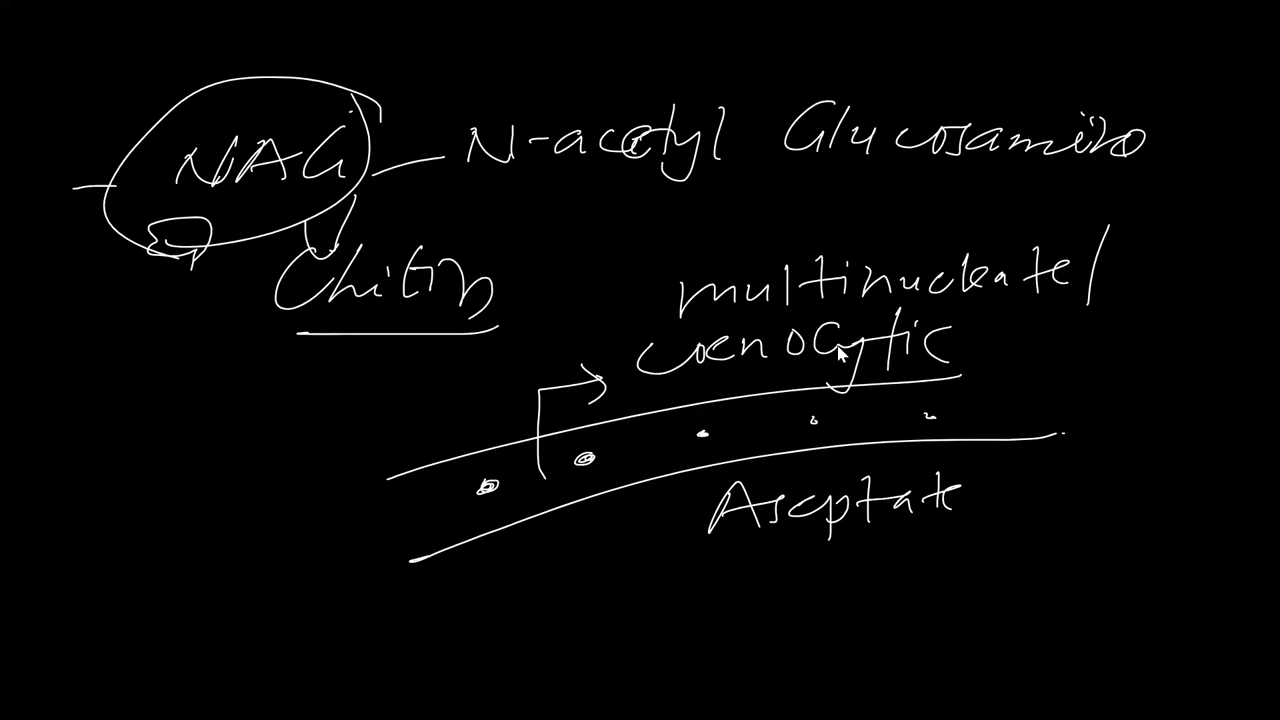 NAG - N-acetyl Glucosamine
Chitin
multinucleate/
coenocytic
Aseptate